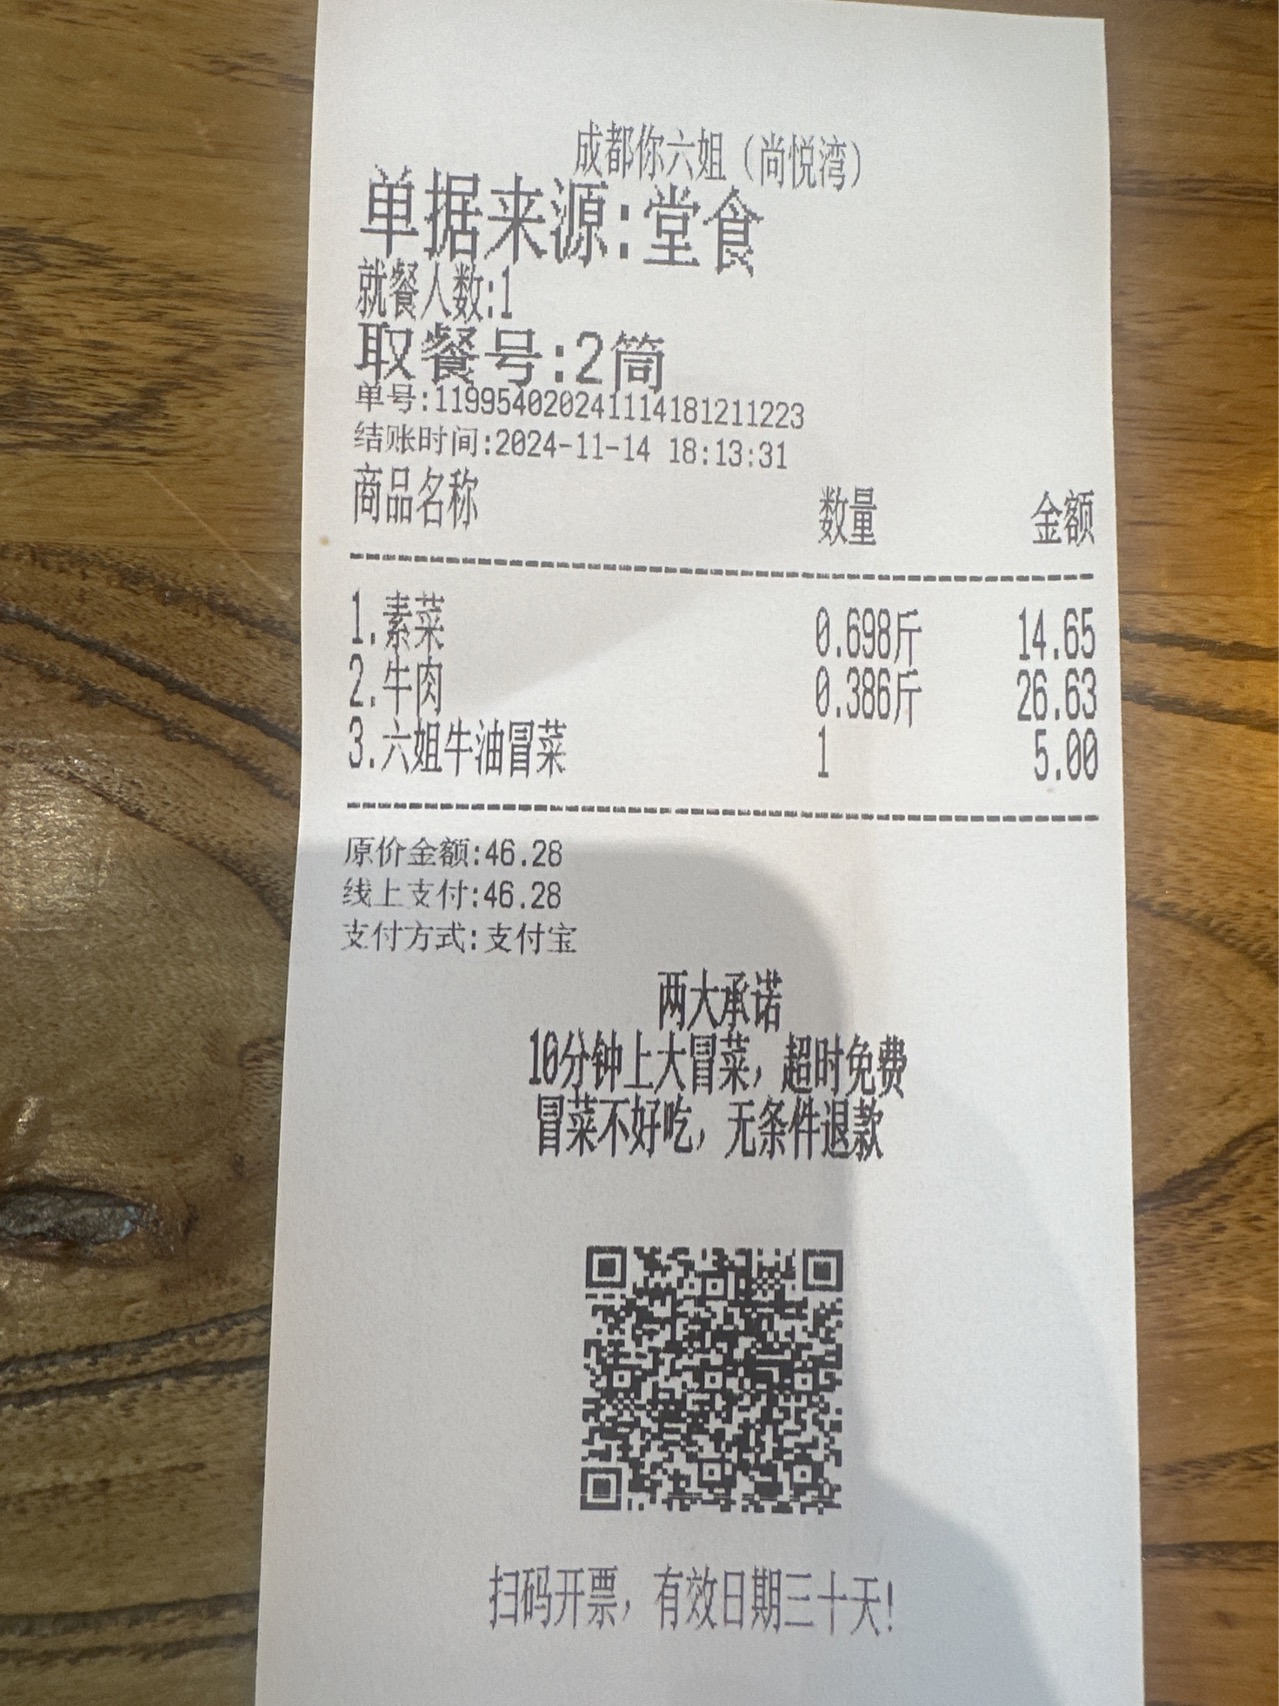 成都你六姐（尚悦湾）
单据来源:堂食
就餐人数:1
取餐号:2筒
单号:119954020241114181211223
结账时间:2024-11-14 18:13:31
商品名称 数量 金额
1.素菜 0.698斤 14.65
2.牛肉 0.386斤 26.63
3.六姐牛油冒菜 1 5.00
原价金额:46.28
线上支付:46.28
支付方式:支付宝
两大承诺
10分钟上大冒菜，超时免费
冒菜不好吃，无条件退款
扫码开票，有效日期三十天!